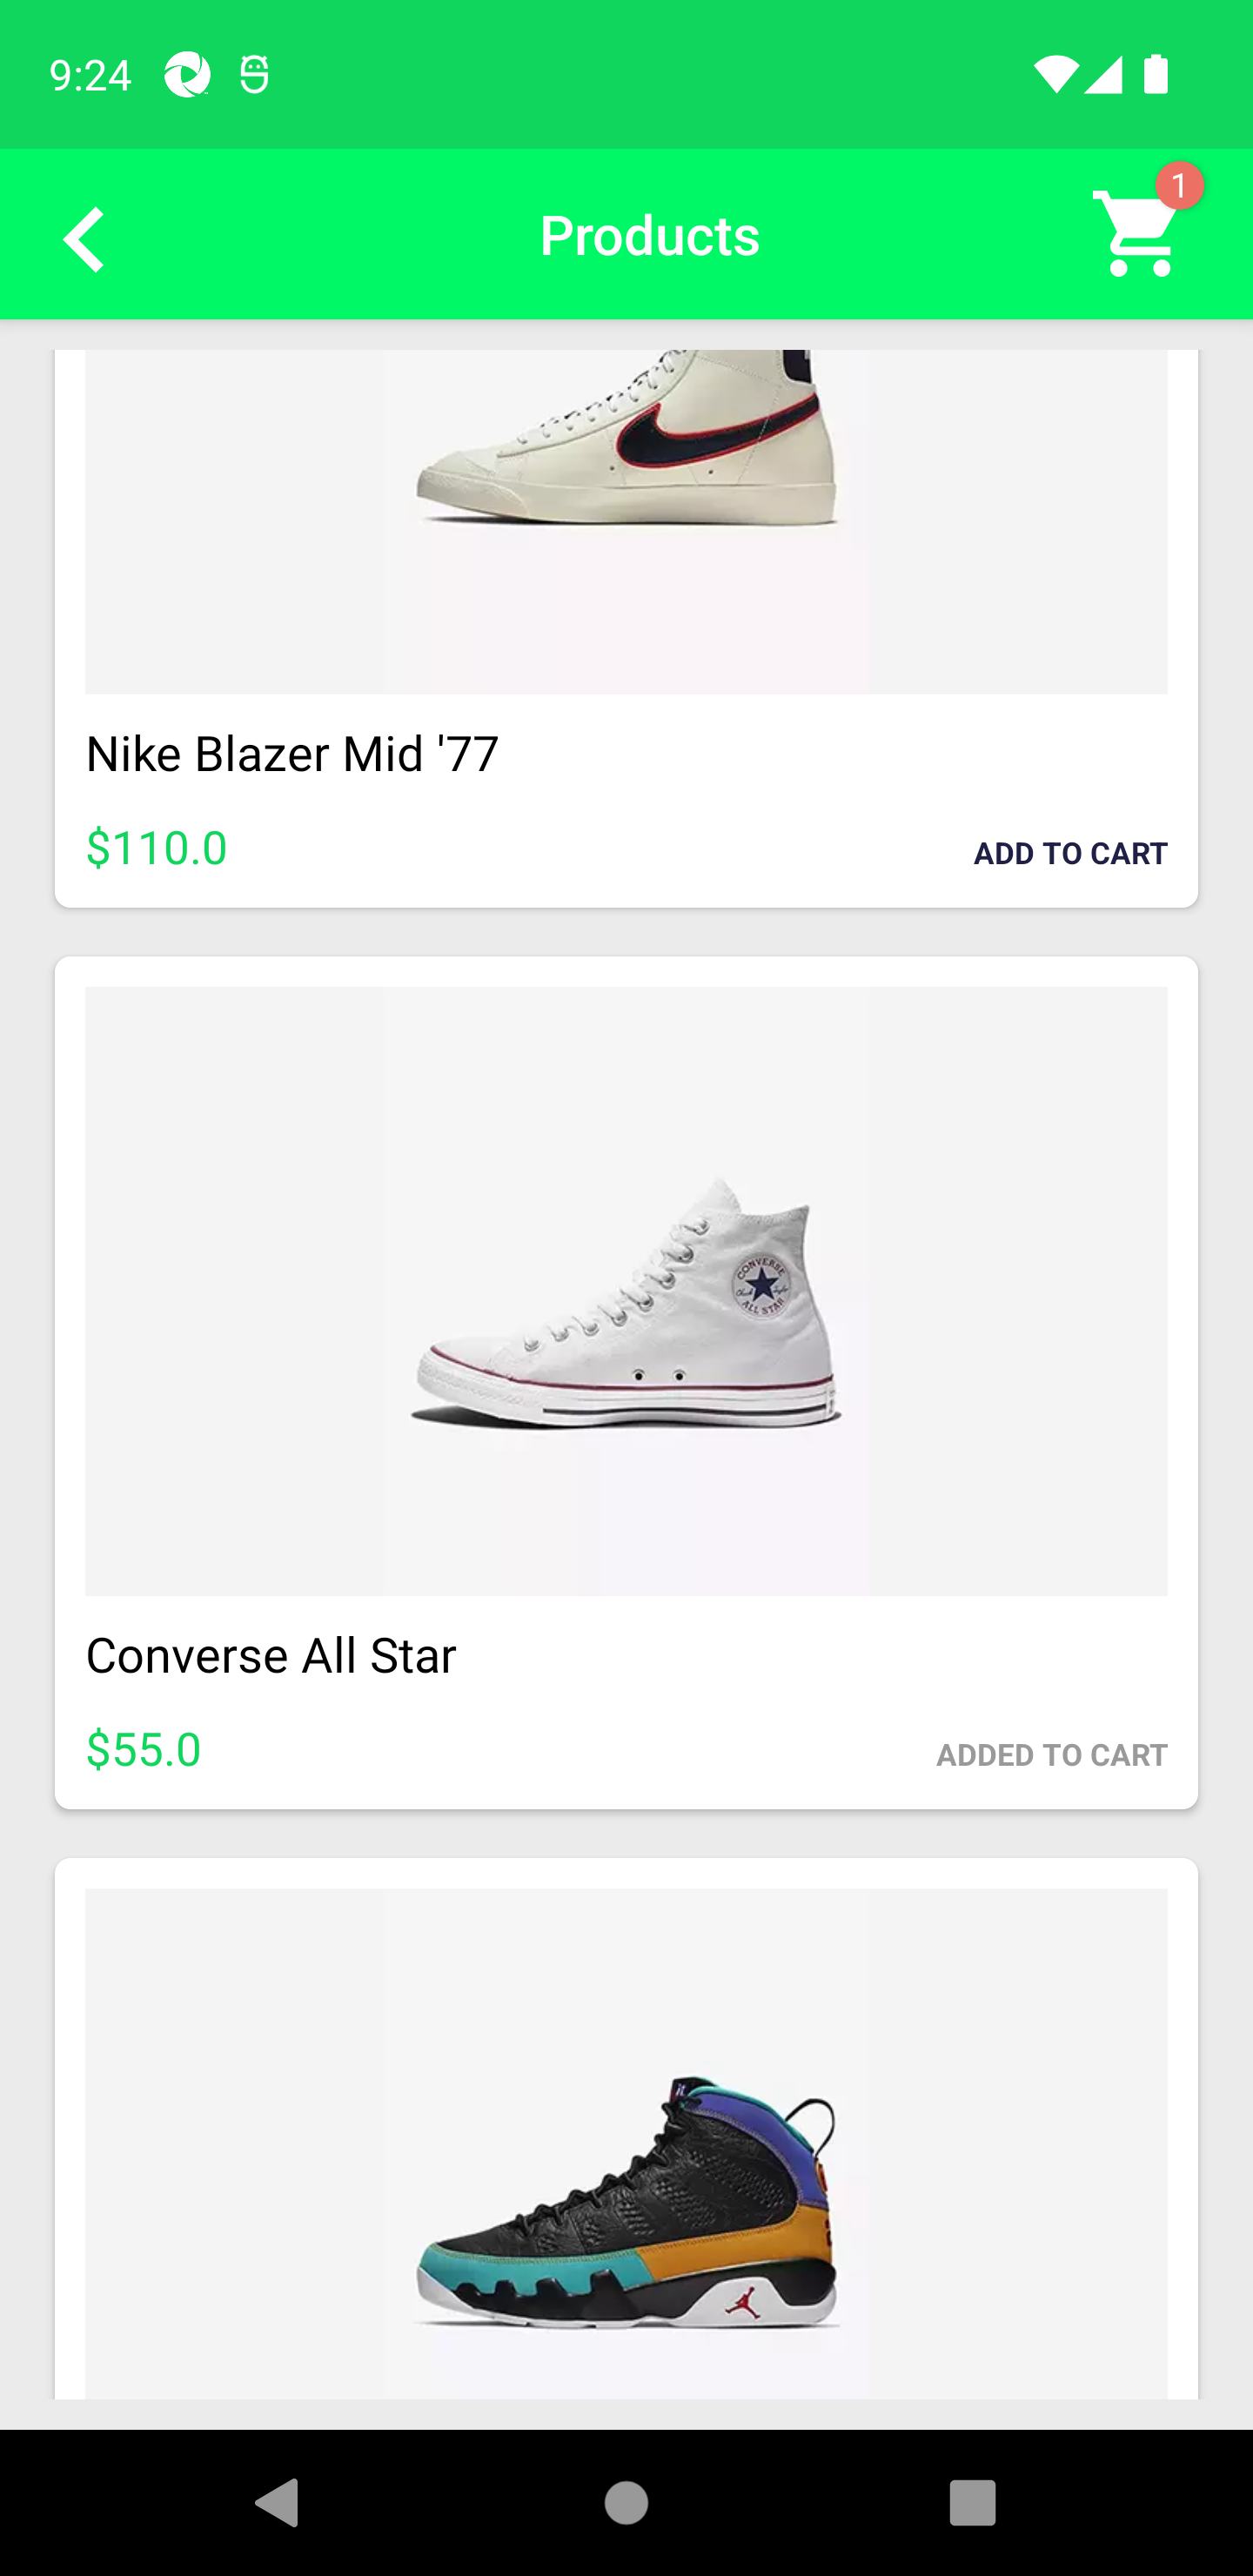 9:24
Products
1
Nike Blazer Mid '77
$110.0
ADD TO CART
CONVERSE
ALL STAR
Converse All Star
$55.0
ADDED TO CART